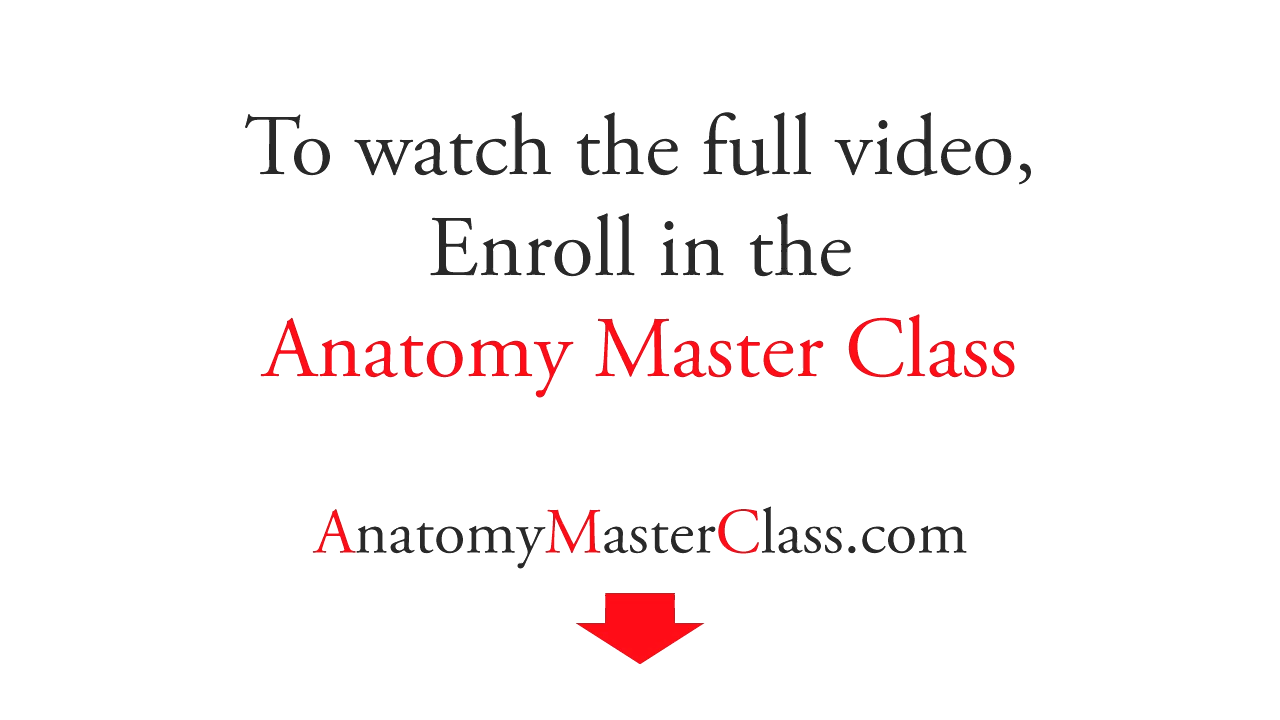 To watch the full video,
Enroll in the
Anatomy Master Class
AnatomyMasterClass.com